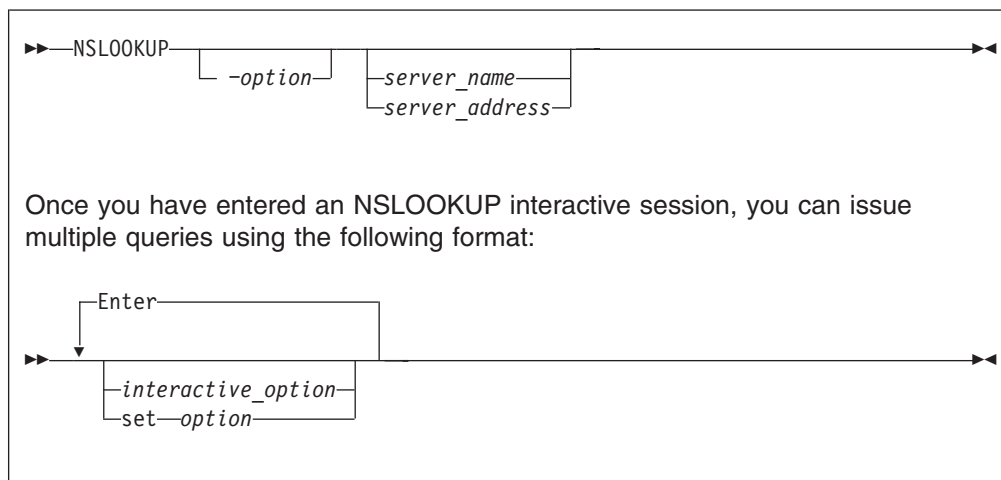 NSLOOKUP
-option
server_name
server_address
Once you have entered an NSLOOKUP interactive session, you can issue
multiple queries using the following format:
Enter
interactive_option
set option